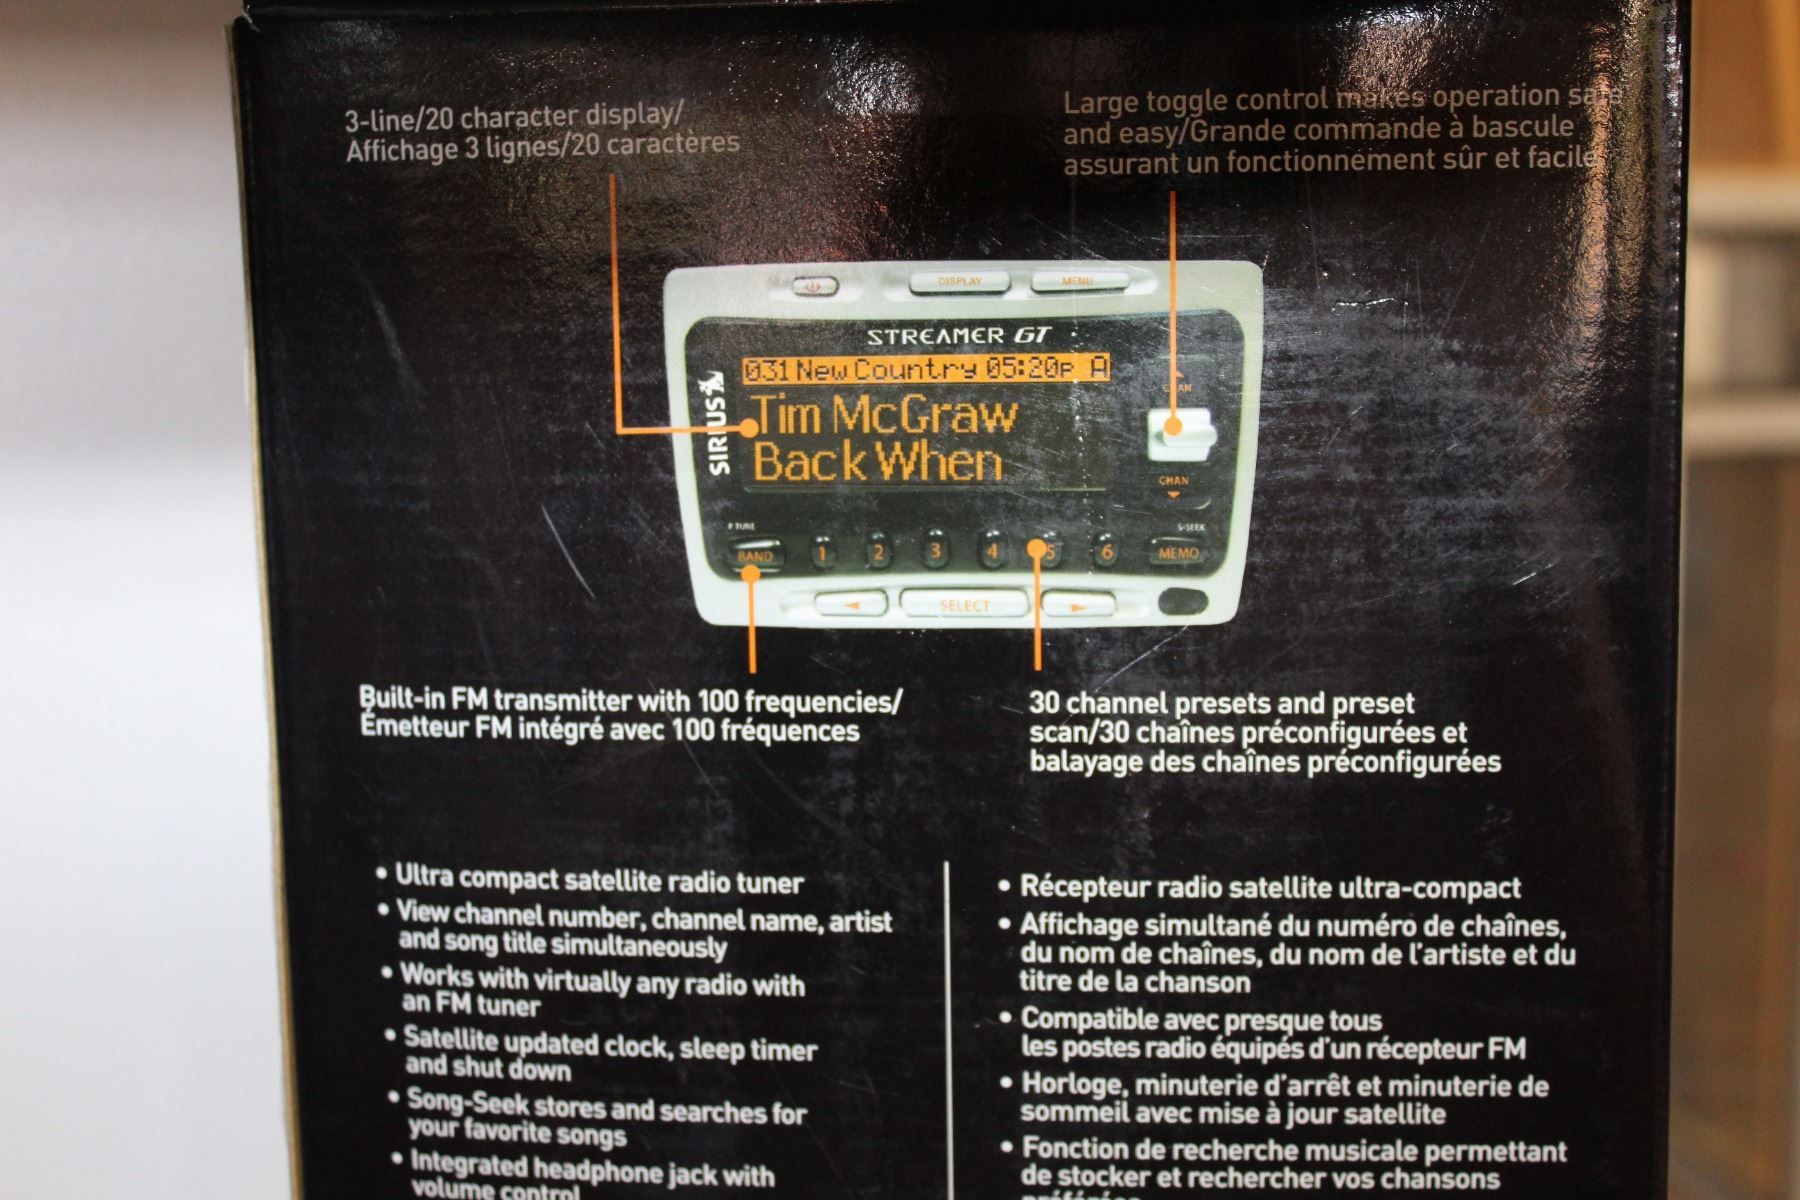 3-line/20 character display/
Affichage 3 lignes/20 caractères
Large toggle control makes operation safe
and easy/Grande commande à bascule
assurant un fonctionnement sûr et facile
DISPLAY
MENU
STREAMER GT
031 New Country 05:20P A
Tim McGraw
Back When
SIRIUS
CHAN
CHAN
P TUNE
S-SEEK
BAND
1
2
3
4
5
6
MEMO
SELECT
Built-in FM transmitter with 100 frequencies/
Émetteur FM intégré avec 100 fréquences
30 channel presets and preset
scan/30 chaînes préconfigurées et
balayage des chaînes préconfigurées
• Ultra compact satellite radio tuner
• View channel number, channel name, artist
and song title simultaneously
• Works with virtually any radio with
an FM tuner
• Satellite updated clock, sleep timer
and shut down
• Song-Seek stores and searches for
your favorite songs
• Integrated headphone jack with
volume control
• Récepteur radio satellite ultra-compact
• Affichage simultané du numéro de chaînes,
du nom de chaînes, du nom de l'artiste et du
titre de la chanson
• Compatible avec presque tous
les postes radio équipés d'un récepteur FM
• Horloge, minuterie d'arrêt et minuterie de
sommeil avec mise à jour satellite
• Fonction de recherche musicale permettant
de stocker et rechercher vos chansons
préférées